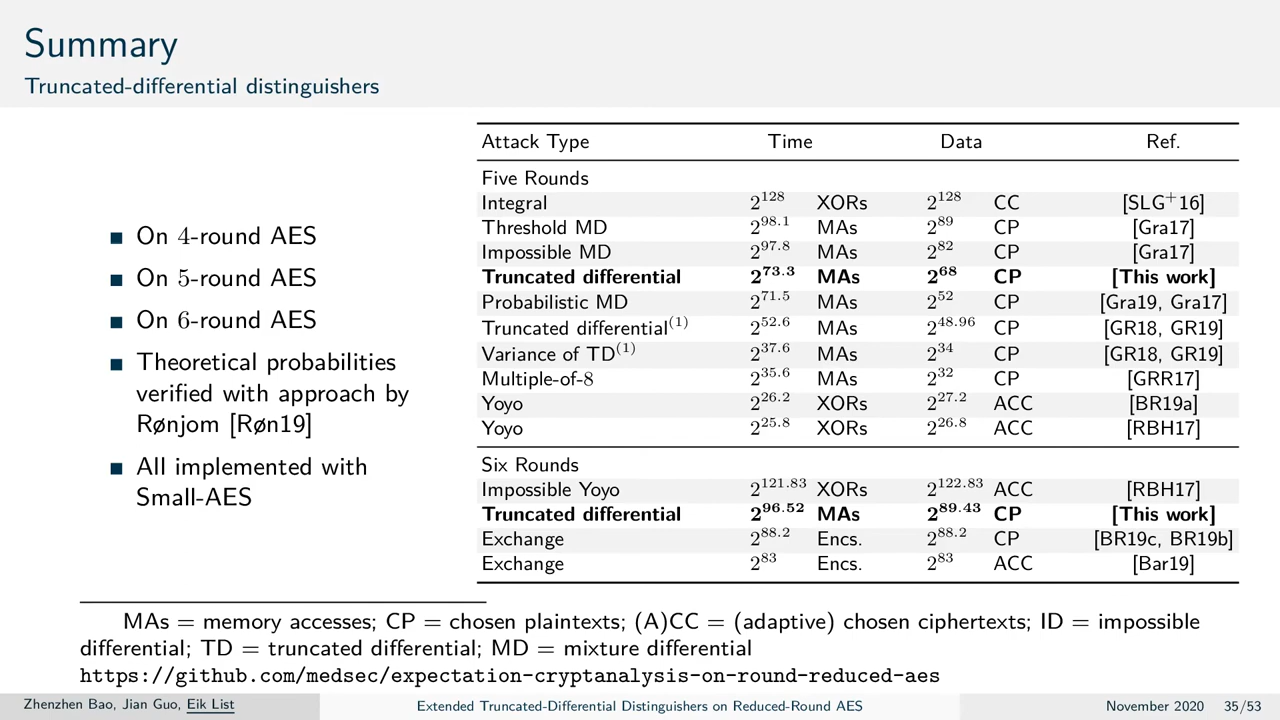 Summary
Truncated-differential distinguishers
■ On 4-round AES
■ On 5-round AES
■ On 6-round AES
■ Theoretical probabilities
verified with approach by
Rønjom [Røn19]
■ All implemented with
Small-AES
Attack Type Time Data Ref.
Five Rounds
Integral 2^128 XORs 2^128 CC [SLG+16]
Threshold MD 2^98.1 MAs 2^89 CP [Gra17]
Impossible MD 2^97.8 MAs 2^82 CP [Gra17]
Truncated differential 2^73.3 MAs 2^68 CP [This work]
Probabilistic MD 2^71.5 MAs 2^52 CP [Gra19, Gra17]
Truncated differential(1) 2^52.6 MAs 2^48.96 CP [GR18, GR19]
Variance of TD(1) 2^37.6 MAs 2^34 CP [GR18, GR19]
Multiple-of-8 2^35.6 MAs 2^32 CP [GRR17]
Yoyo 2^26.2 XORs 2^27.2 ACC [BR19a]
Yoyo 2^25.8 XORs 2^26.8 ACC [RBH17]
Six Rounds
Impossible Yoyo 2^121.83 XORs 2^122.83 ACC [RBH17]
Truncated differential 2^96.52 MAs 2^89.43 CP [This work]
Exchange 2^88.2 Encs. 2^88.2 CP [BR19c, BR19b]
Exchange 2^83 Encs. 2^83 ACC [Bar19]
MAs = memory accesses; CP = chosen plaintexts; (A)CC = (adaptive) chosen ciphertexts; ID = impossible
differential; TD = truncated differential; MD = mixture differential
https://github.com/medsec/expectation-cryptanalysis-on-round-reduced-aes
Zhenzhen Bao, Jian Guo, Eik List Extended Truncated-Differential Distinguishers on Reduced-Round AES November 2020 35/53